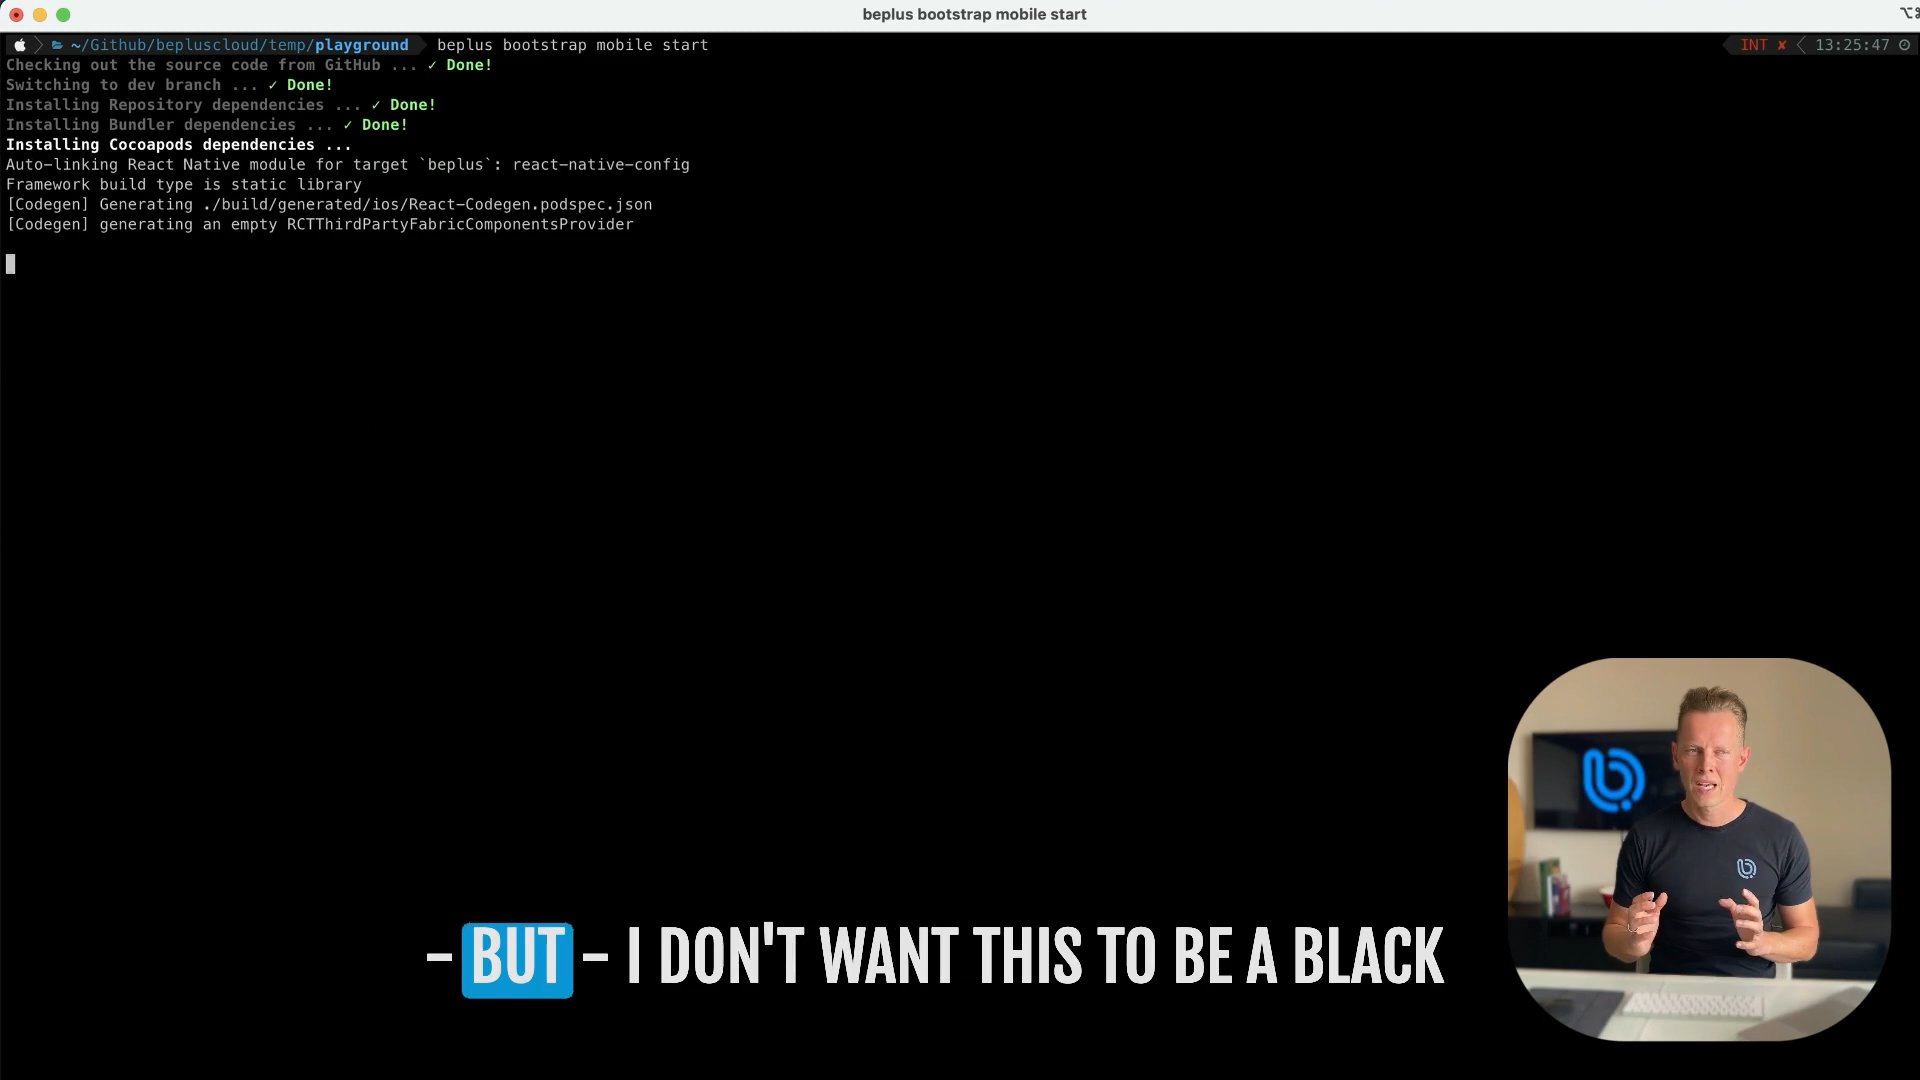 beplus bootstrap mobile start
~/Github/bepluscloud/temp/playground beplus bootstrap mobile start INT ✘ 13:25:47
Checking out the source code from GitHub ... ✓ Done!
Switching to dev branch ... ✓ Done!
Installing Repository dependencies ... ✓ Done!
Installing Bundler dependencies ... ✓ Done!
Installing Cocoapods dependencies ...
Auto-linking React Native module for target `beplus`: react-native-config
Framework build type is static library
[Codegen] Generating ./build/generated/ios/React-Codegen.podspec.json
[Codegen] generating an empty RCTThirdPartyFabricComponentsProvider
- BUT - I DON'T WANT THIS TO BE A BLACK